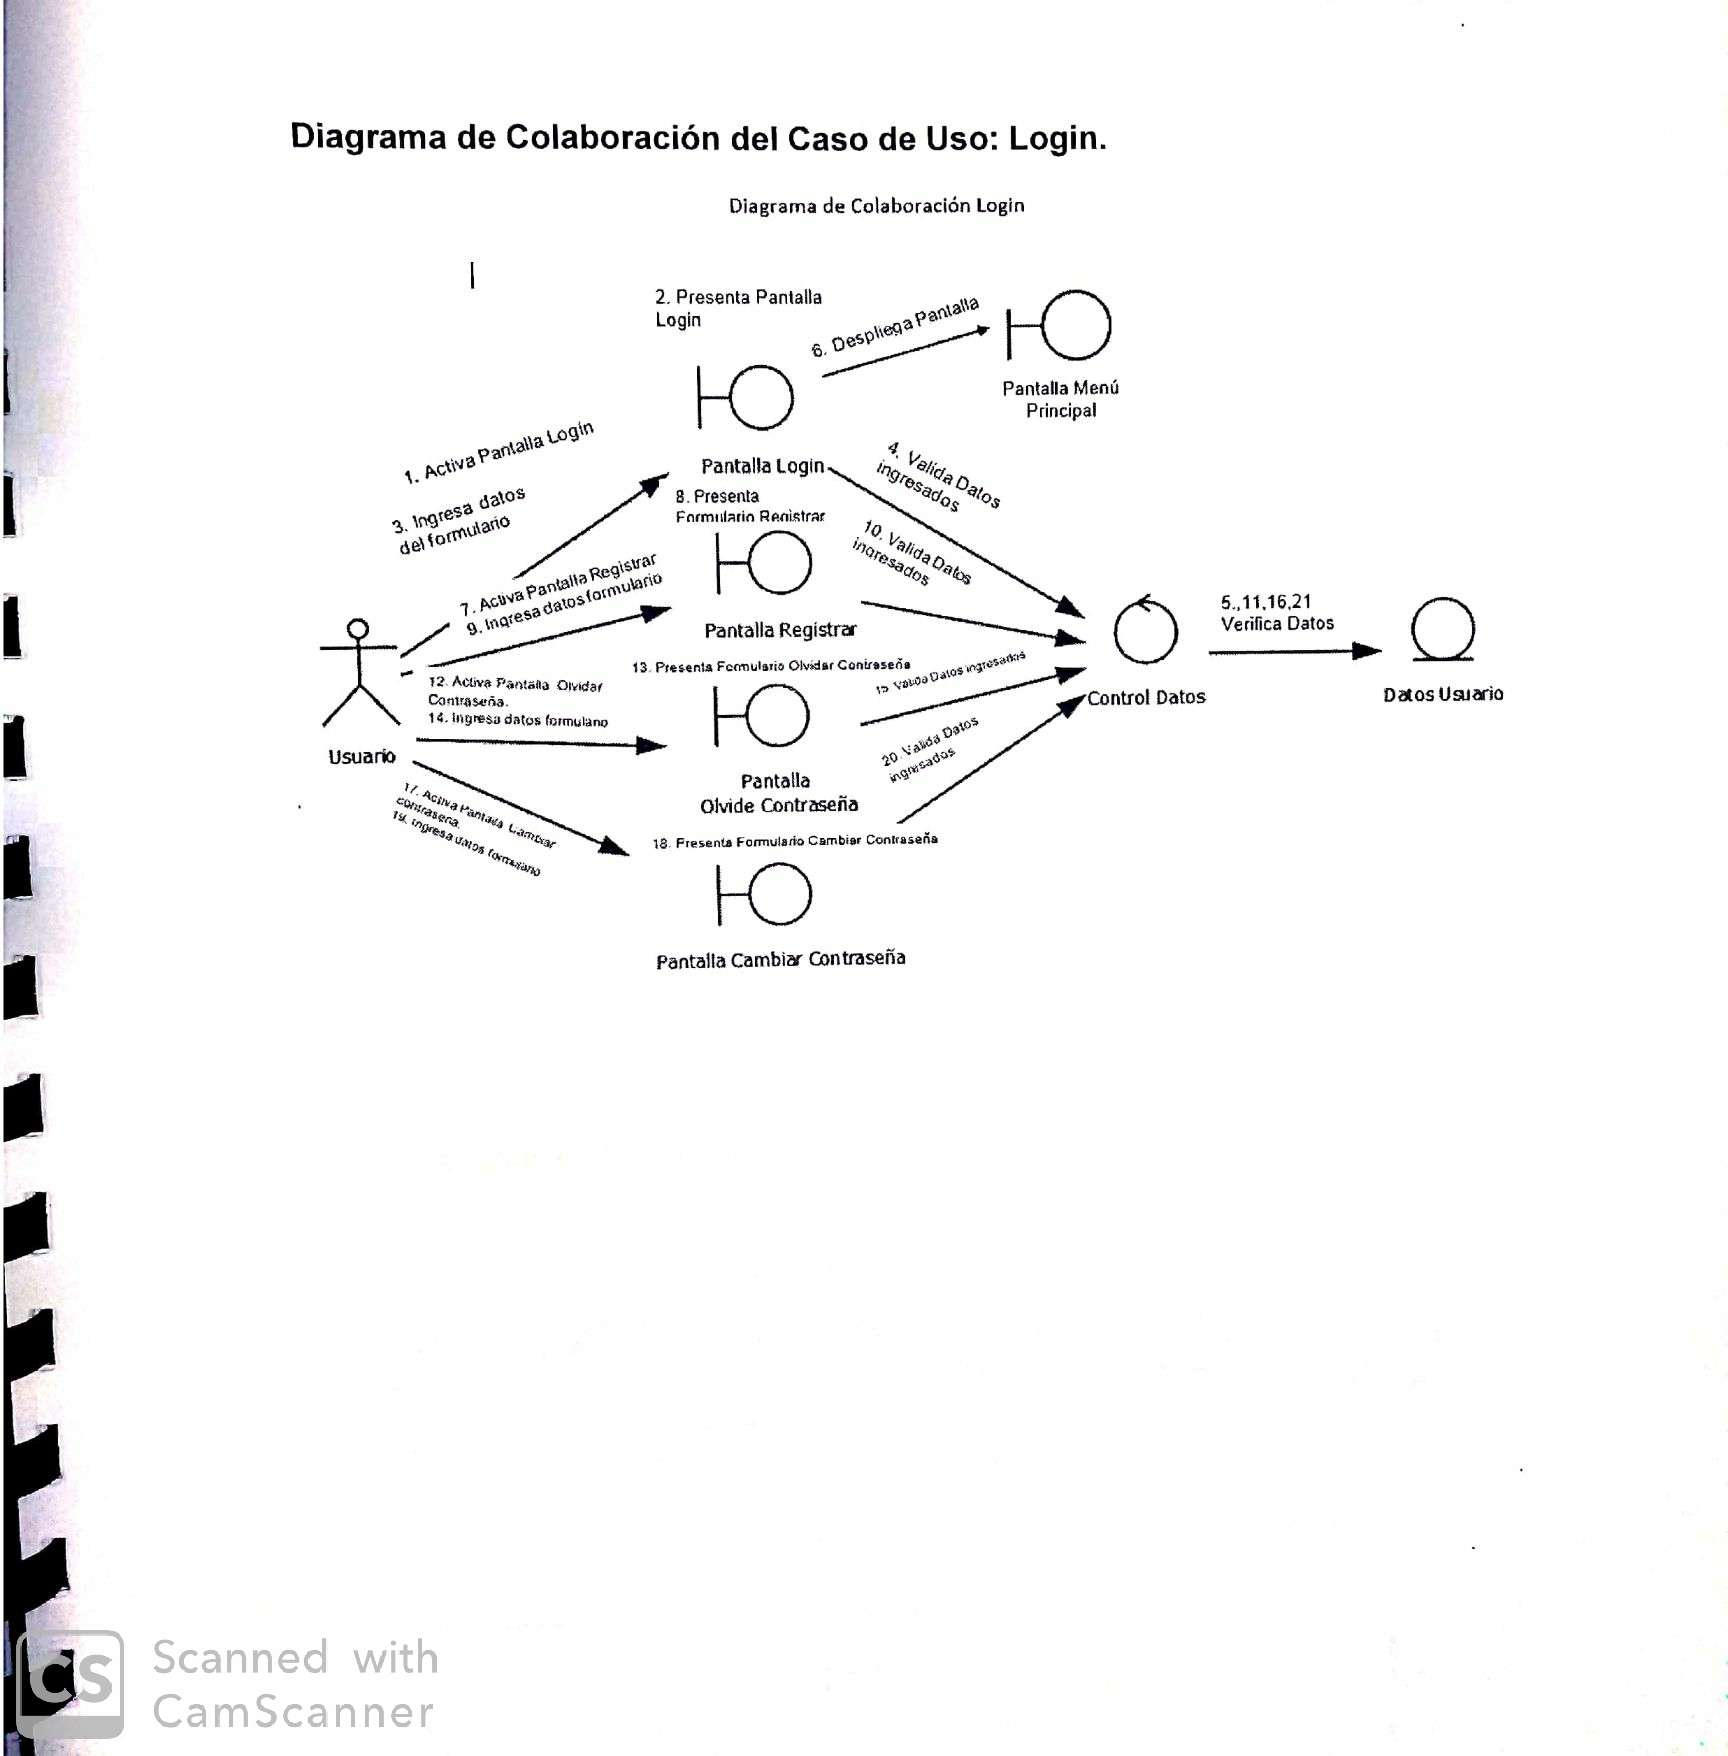 Diagrama de Colaboración del Caso de Uso: Login.
Diagrama de Colaboración Login
2. Presenta Pantalla
Login
6. Despliega Pantalla
Pantalla Menú
Principal
1. Activa Pantalla Login
3. Ingresa datos
del formulario
Pantalla Login
4. Valida Datos
ingresados
8. Presenta
Formulario Registrar
10. Valida Datos
ingresados
7. Activa Pantalla Registrar
9. Ingresa datos formulario
Pantalla Registrar
5.,11,16,21
Verifica Datos
Control Datos
Datos Usuario
13. Presenta Formulario Olvidar Contraseña
15. Valida Datos ingresados
12. Activa Pantalla Olvidar
Contraseña.
14. Ingresa datos formulario
Usuario
Pantalla
Olvide Contraseña
20. Valida Datos
ingresados
17. Activa Pantalla Cambiar
contraseña.
19. Ingresa datos formulario
18. Presenta Formulario Cambiar Contraseña
Pantalla Cambiar Contraseña
CS
Scanned with
CamScanner